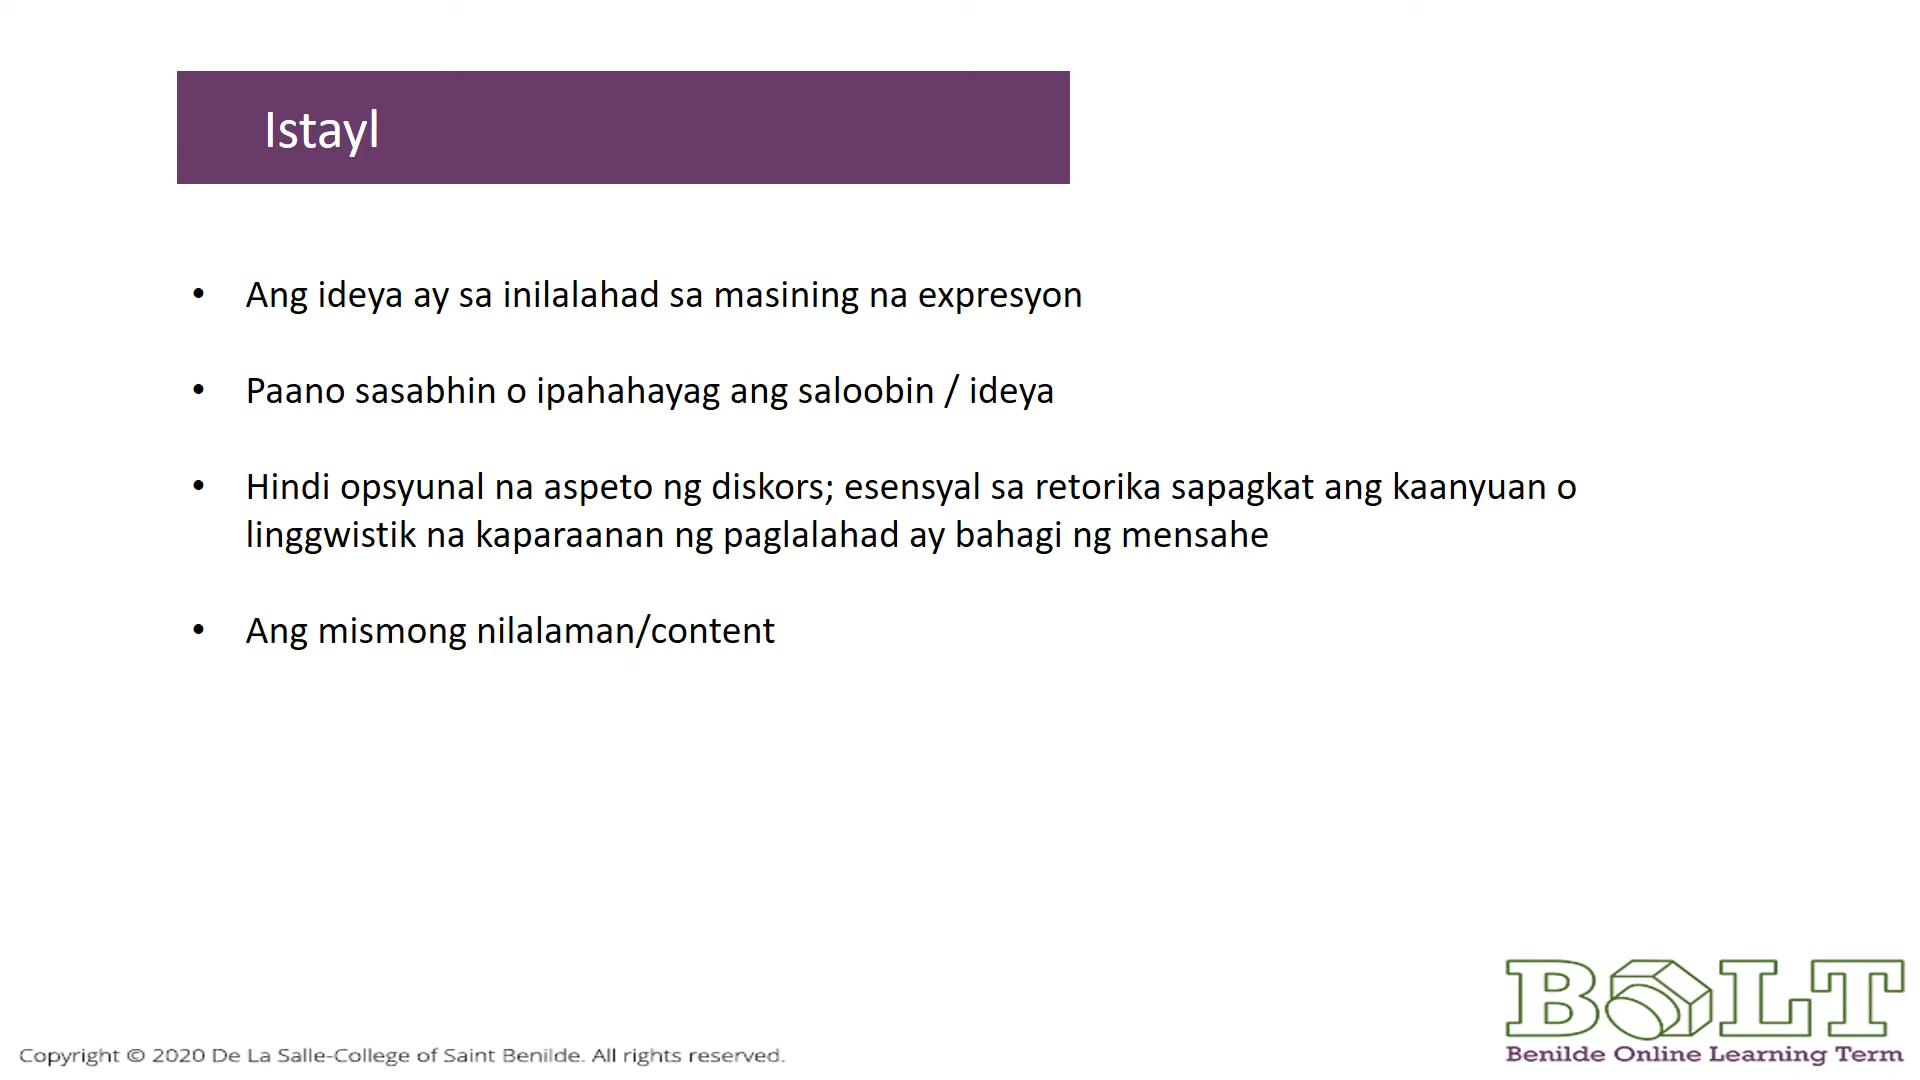 Istayl
• Ang ideya ay sa inilalahad sa masining na expresyon
• Paano sasabhin o ipahahayag ang saloobin / ideya
• Hindi opsyunal na aspeto ng diskors; esensyal sa retorika sapagkat ang kaanyuan o
linggwistik na kaparaanan ng paglalahad ay bahagi ng mensahe
• Ang mismong nilalaman/content
BOLT
Benilde Online Learning Term
Copyright © 2020 De La Salle-College of Saint Benilde. All rights reserved.